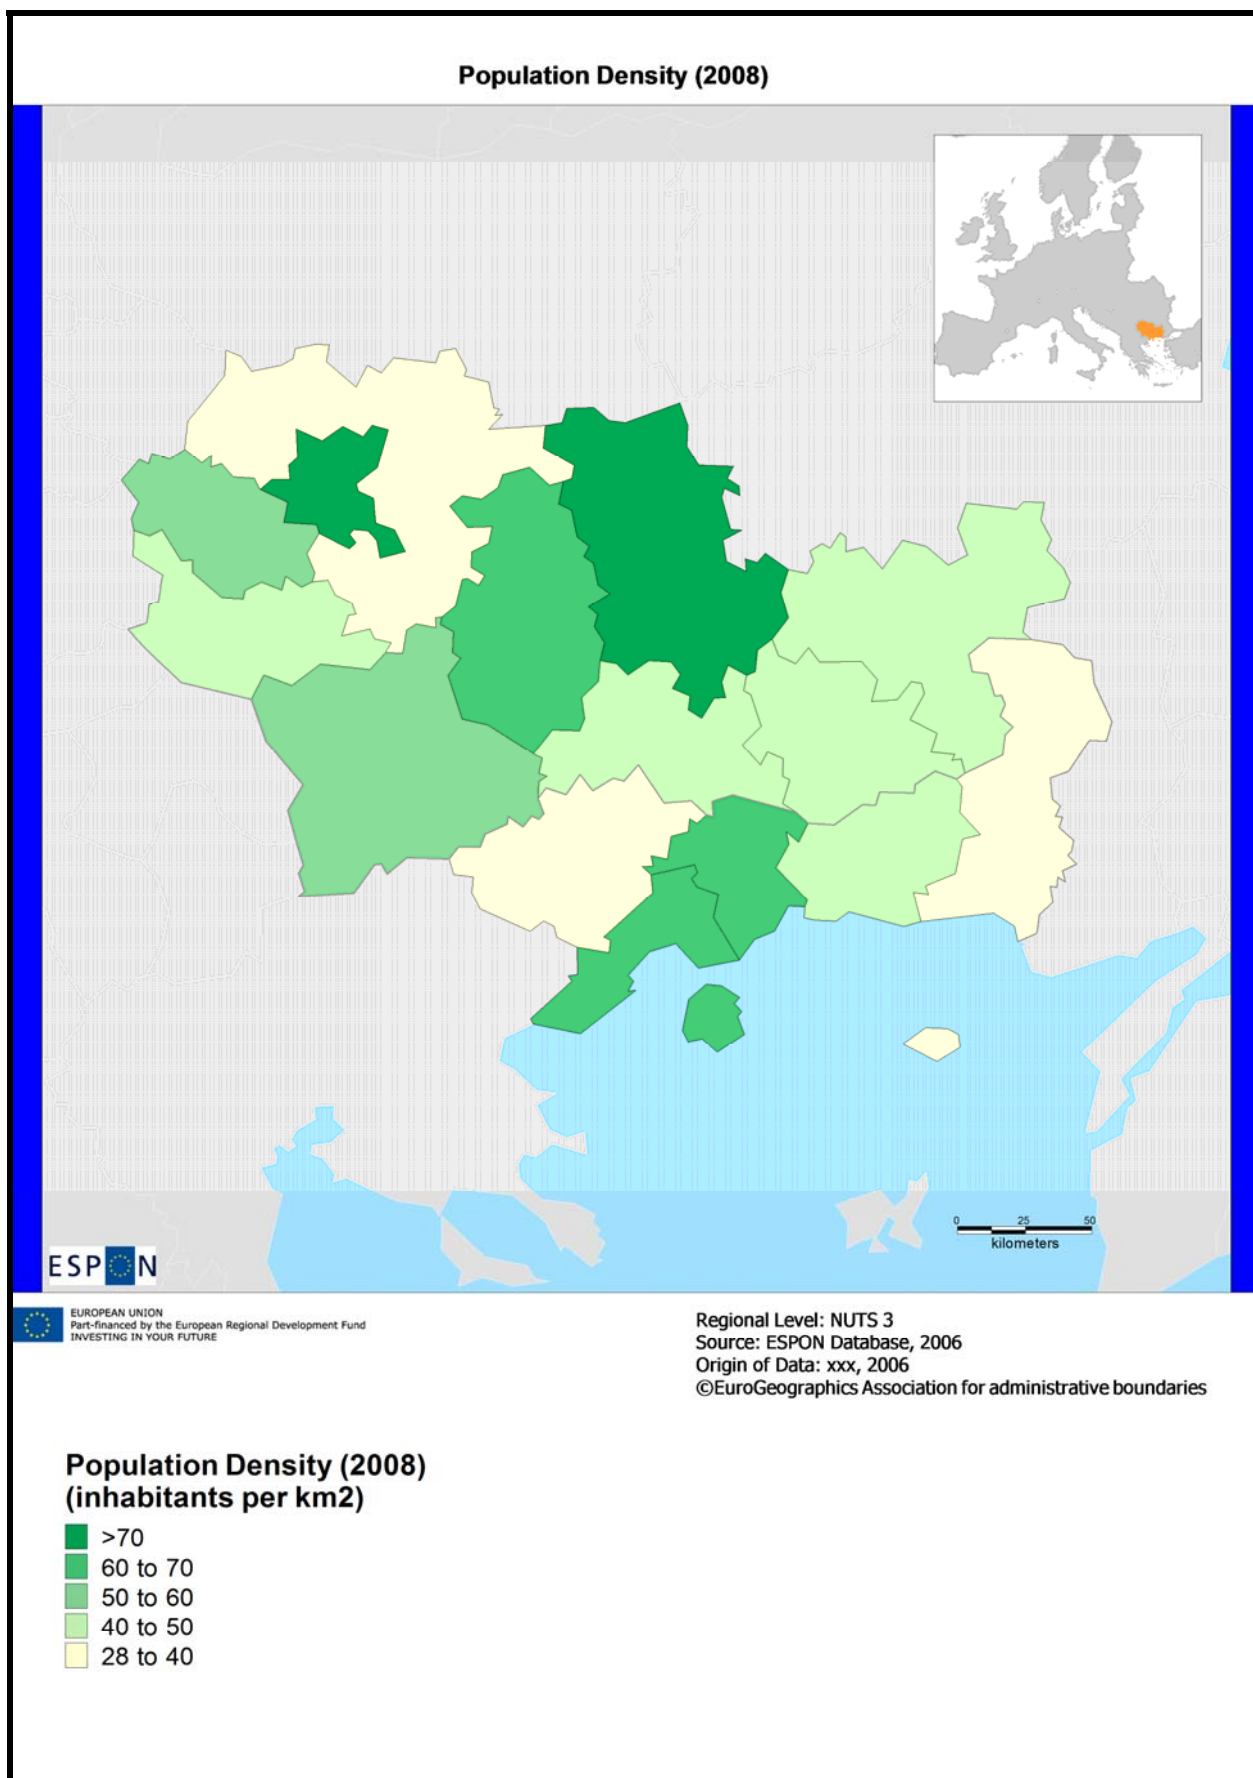 Population Density (2008)
0 25 50
kilometers
ESPON
EUROPEAN UNION
Part-financed by the European Regional Development Fund
INVESTING IN YOUR FUTURE
Regional Level: NUTS 3
Source: ESPON Database, 2006
Origin of Data: xxx, 2006
©EuroGeographics Association for administrative boundaries
Population Density (2008)
(inhabitants per km2)
>70
60 to 70
50 to 60
40 to 50
28 to 40